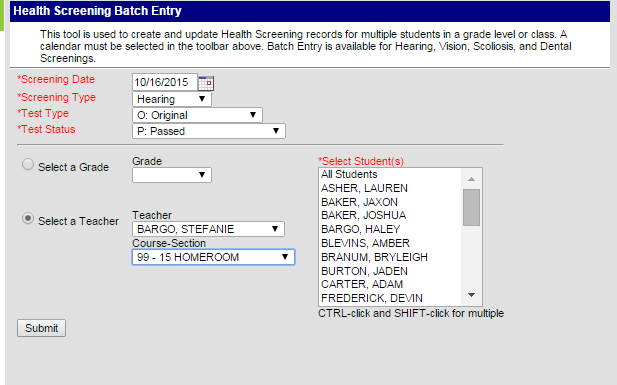 Health Screening Batch Entry
This tool is used to create and update Health Screening records for multiple students in a grade level or class. A
calendar must be selected in the toolbar above. Batch Entry is available for Hearing, Vision, Scoliosis, and Dental
Screenings.
*Screening Date 10/16/2015
*Screening Type Hearing
*Test Type O: Original
*Test Status P: Passed
Select a Grade
Grade
Select a Teacher
Teacher
BARGO, STEFANIE
Course-Section
99 - 15 HOMEROOM
*Select Student(s)
All Students
ASHER, LAUREN
BAKER, JAXON
BAKER, JOSHUA
BARGO, HALEY
BLEVINS, AMBER
BRANUM, BRYLEIGH
BURTON, JADEN
CARTER, ADAM
FREDERICK, DEVIN
CTRL-click and SHIFT-click for multiple
Submit